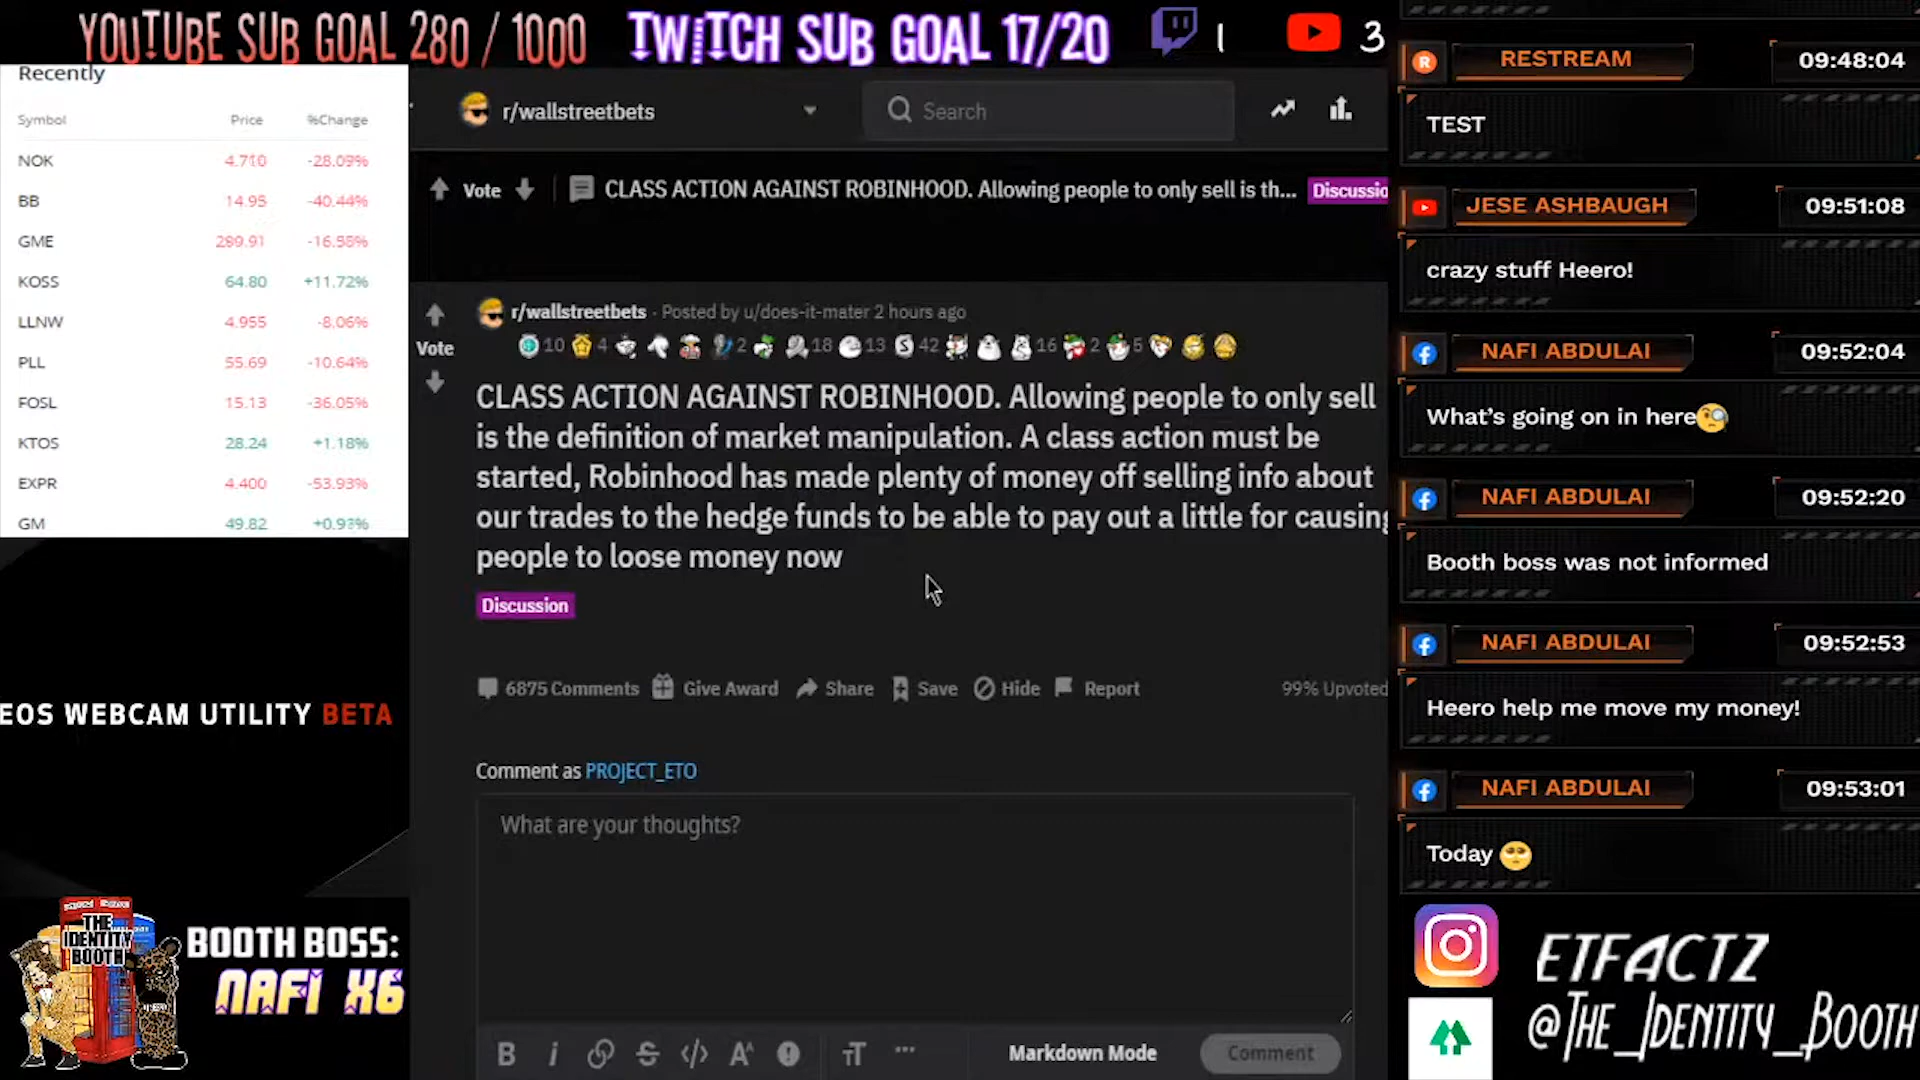 YOUTUBE SUB GOAL 280 / 1000
TWITCH SUB GOAL 17/20
1
3
Recently
Symbol Price %Change
NOK 4.710 -28.09%
BB 14.95 -40.44%
GME 289.91 -16.58%
KOSS 64.80 +11.72%
LLNW 4.955 -8.06%
PLL 55.69 -10.64%
FOSL 15.13 -36.05%
KTOS 28.24 +1.18%
EXPR 4.400 -53.93%
GM 49.82 +0.93%
EOS WEBCAM UTILITY BETA
THE
IDENTITY
BOOTH
BOOTH BOSS:
NAFI X6
r/wallstreetbets
Search
Vote
CLASS ACTION AGAINST ROBINHOOD. Allowing people to only sell is th...
Discussio
r/wallstreetbets · Posted by u/does-it-mater 2 hours ago
Vote
10 4 2 18 13 42 16 2 5
CLASS ACTION AGAINST ROBINHOOD. Allowing people to only sell
is the definition of market manipulation. A class action must be
started, Robinhood has made plenty of money off selling info about
our trades to the hedge funds to be able to pay out a little for causing
people to loose money now
Discussion
6875 Comments Give Award Share Save Hide Report 99% Upvoted
Comment as PROJECT_ETO
What are your thoughts?
Markdown Mode
Comment
RESTREAM 09:48:04
TEST
JESE ASHBAUGH 09:51:08
crazy stuff Heero!
NAFI ABDULAI 09:52:04
What's going on in here🧐
NAFI ABDULAI 09:52:20
Booth boss was not informed
NAFI ABDULAI 09:52:53
Heero help me move my money!
NAFI ABDULAI 09:53:01
Today 🥺
ETFACTZ
@THE_IDENTITY_BOOTH